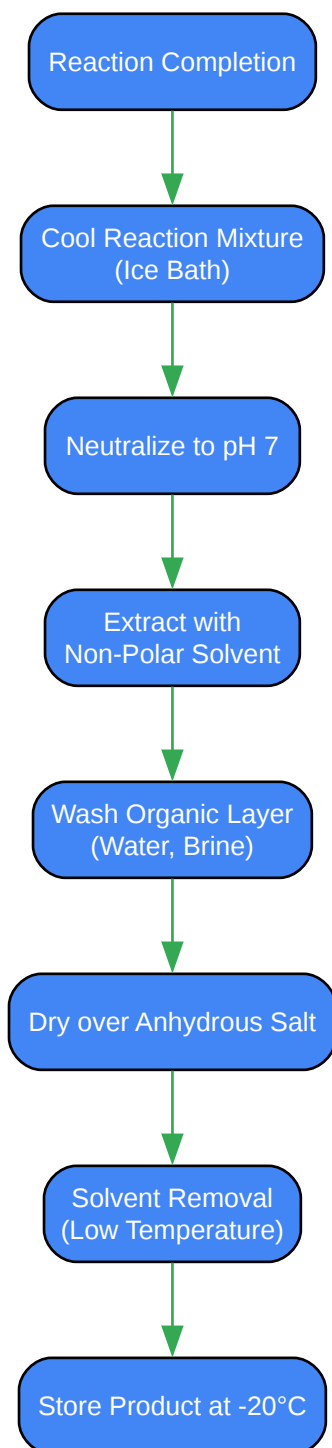 Reaction Completion
Cool Reaction Mixture
(Ice Bath)
Neutralize to pH 7
Extract with
Non-Polar Solvent
Wash Organic Layer
(Water, Brine)
Dry over Anhydrous Salt
Solvent Removal
(Low Temperature)
Store Product at -20°C